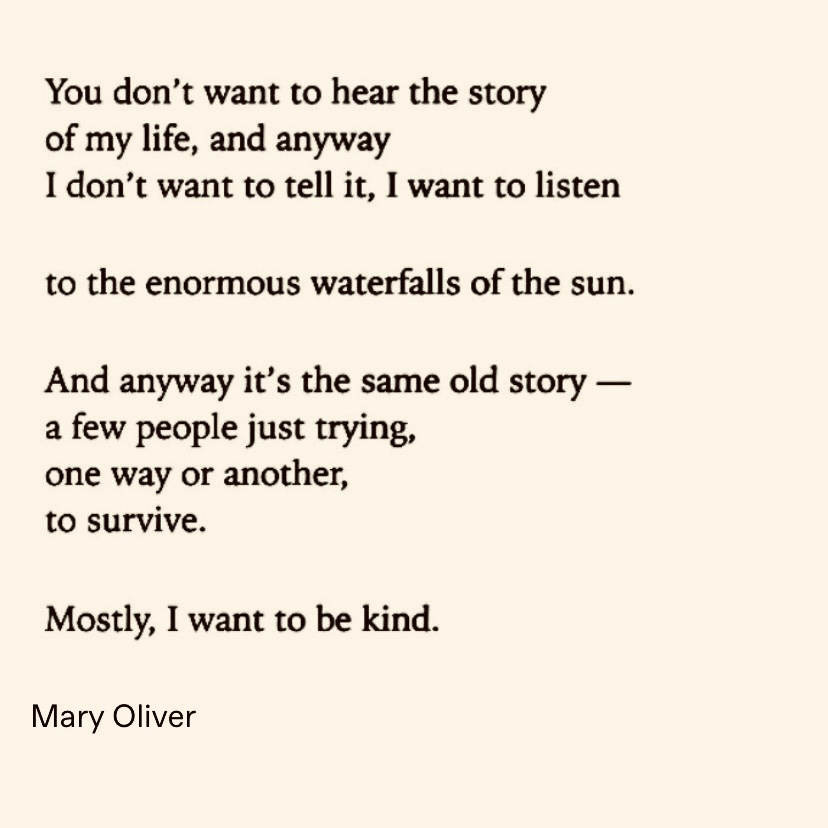 You don’t want to hear the story
of my life, and anyway
I don’t want to tell it, I want to listen
to the enormous waterfalls of the sun.
And anyway it’s the same old story —
a few people just trying,
one way or another,
to survive.
Mostly, I want to be kind.
Mary Oliver